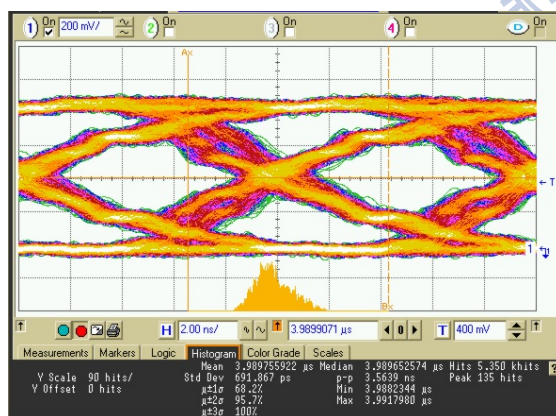 1 On 200 mV/ 2 On 3 On 4 On D On
Ax
T
1
Bx
H 2.00 ns/ 3.9899071 µs 0 T 400 mV
Measurements Markers Logic Histogram Color Grade Scales
Mean 3.989755922 µs Median 3.989652574 µs Hits 5.350 khits ?
Y Scale 90 hits/ Std Dev 691.867 ps p-p 3.5639 ns Peak 135 hits
Y Offset 0 hits µ±1σ 68.2% Min 3.9882344 µs
µ±2σ 95.7% Max 3.9917980 µs
µ±3σ 100%